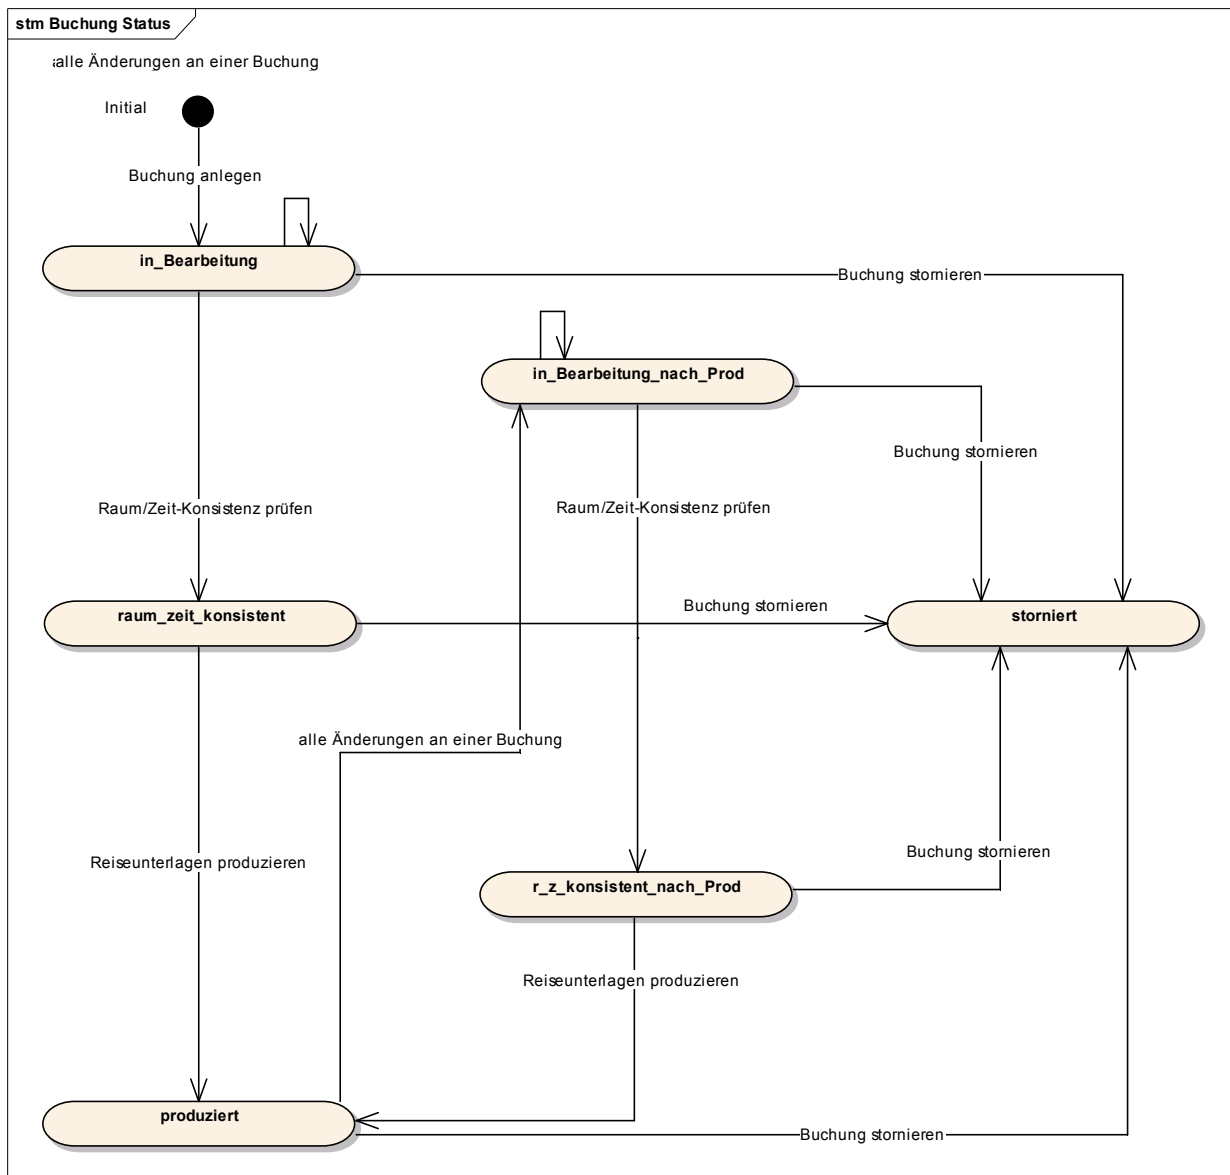 stm Buchung Status
alle Änderungen an einer Buchung
Initial
Buchung anlegen
in_Bearbeitung
Buchung stornieren
in_Bearbeitung_nach_Prod
Buchung stornieren
Raum/Zeit-Konsistenz prüfen
Raum/Zeit-Konsistenz prüfen
Buchung stornieren
raum_zeit_konsistent
storniert
alle Änderungen an einer Buchung
Reiseunterlagen produzieren
Buchung stornieren
r_z_konsistent_nach_Prod
Reiseunterlagen produzieren
produziert
Buchung stornieren